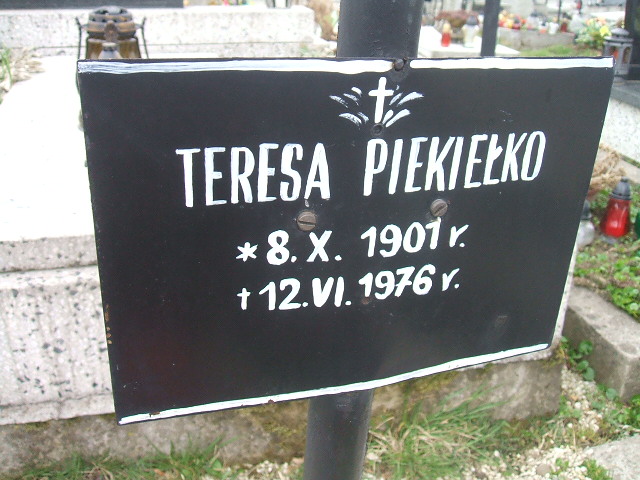 TERESA PIEKIEŁKO
* 8. X. 1901 r.
† 12. VI. 1976 r.